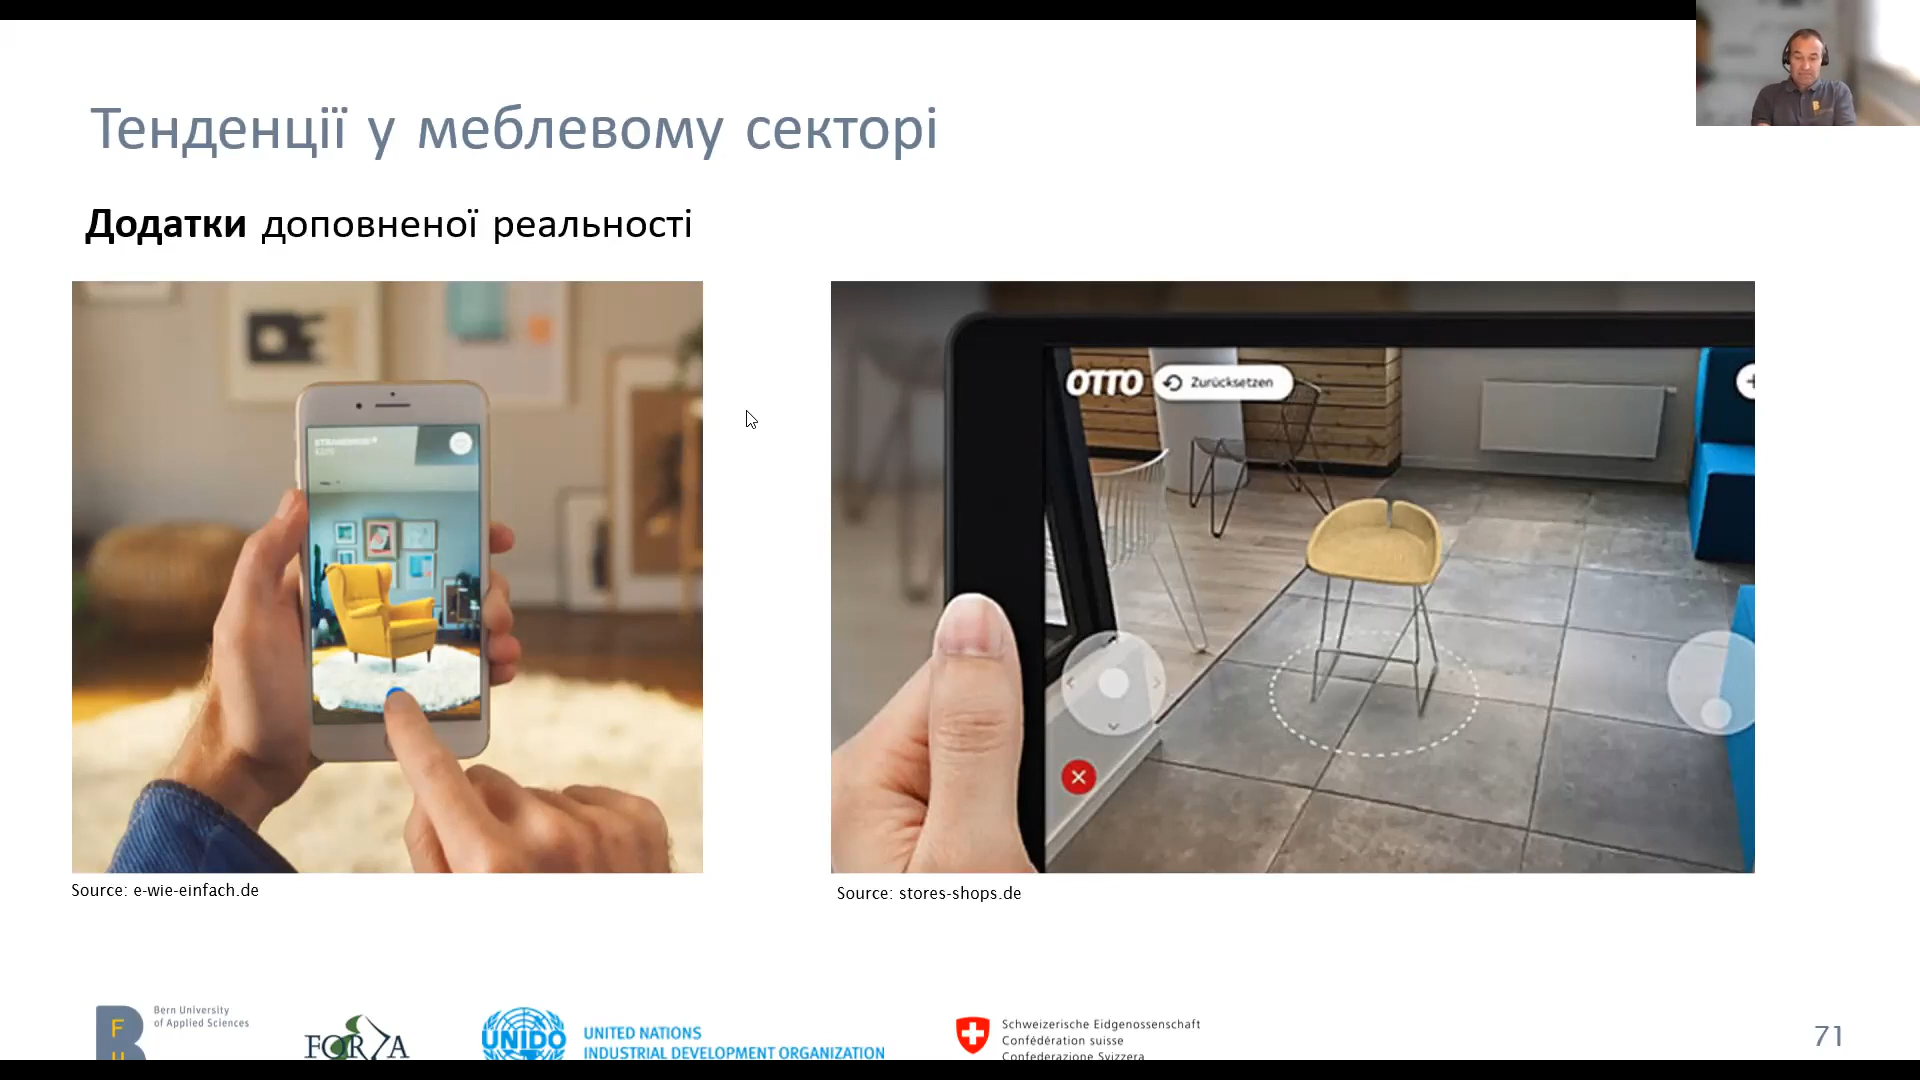 Тенденції у меблевому секторі
Додатки доповненої реальності
OTTO
Zurücksetzen
Source: e-wie-einfach.de
Source: stores-shops.de
Bern University
of Applied Sciences
F
FORZA
UNIDO
UNITED NATIONS
INDUSTRIAL DEVELOPMENT ORGANIZATION
Schweizerische Eidgenossenschaft
Confédération suisse
Confederazione Svizzera
71